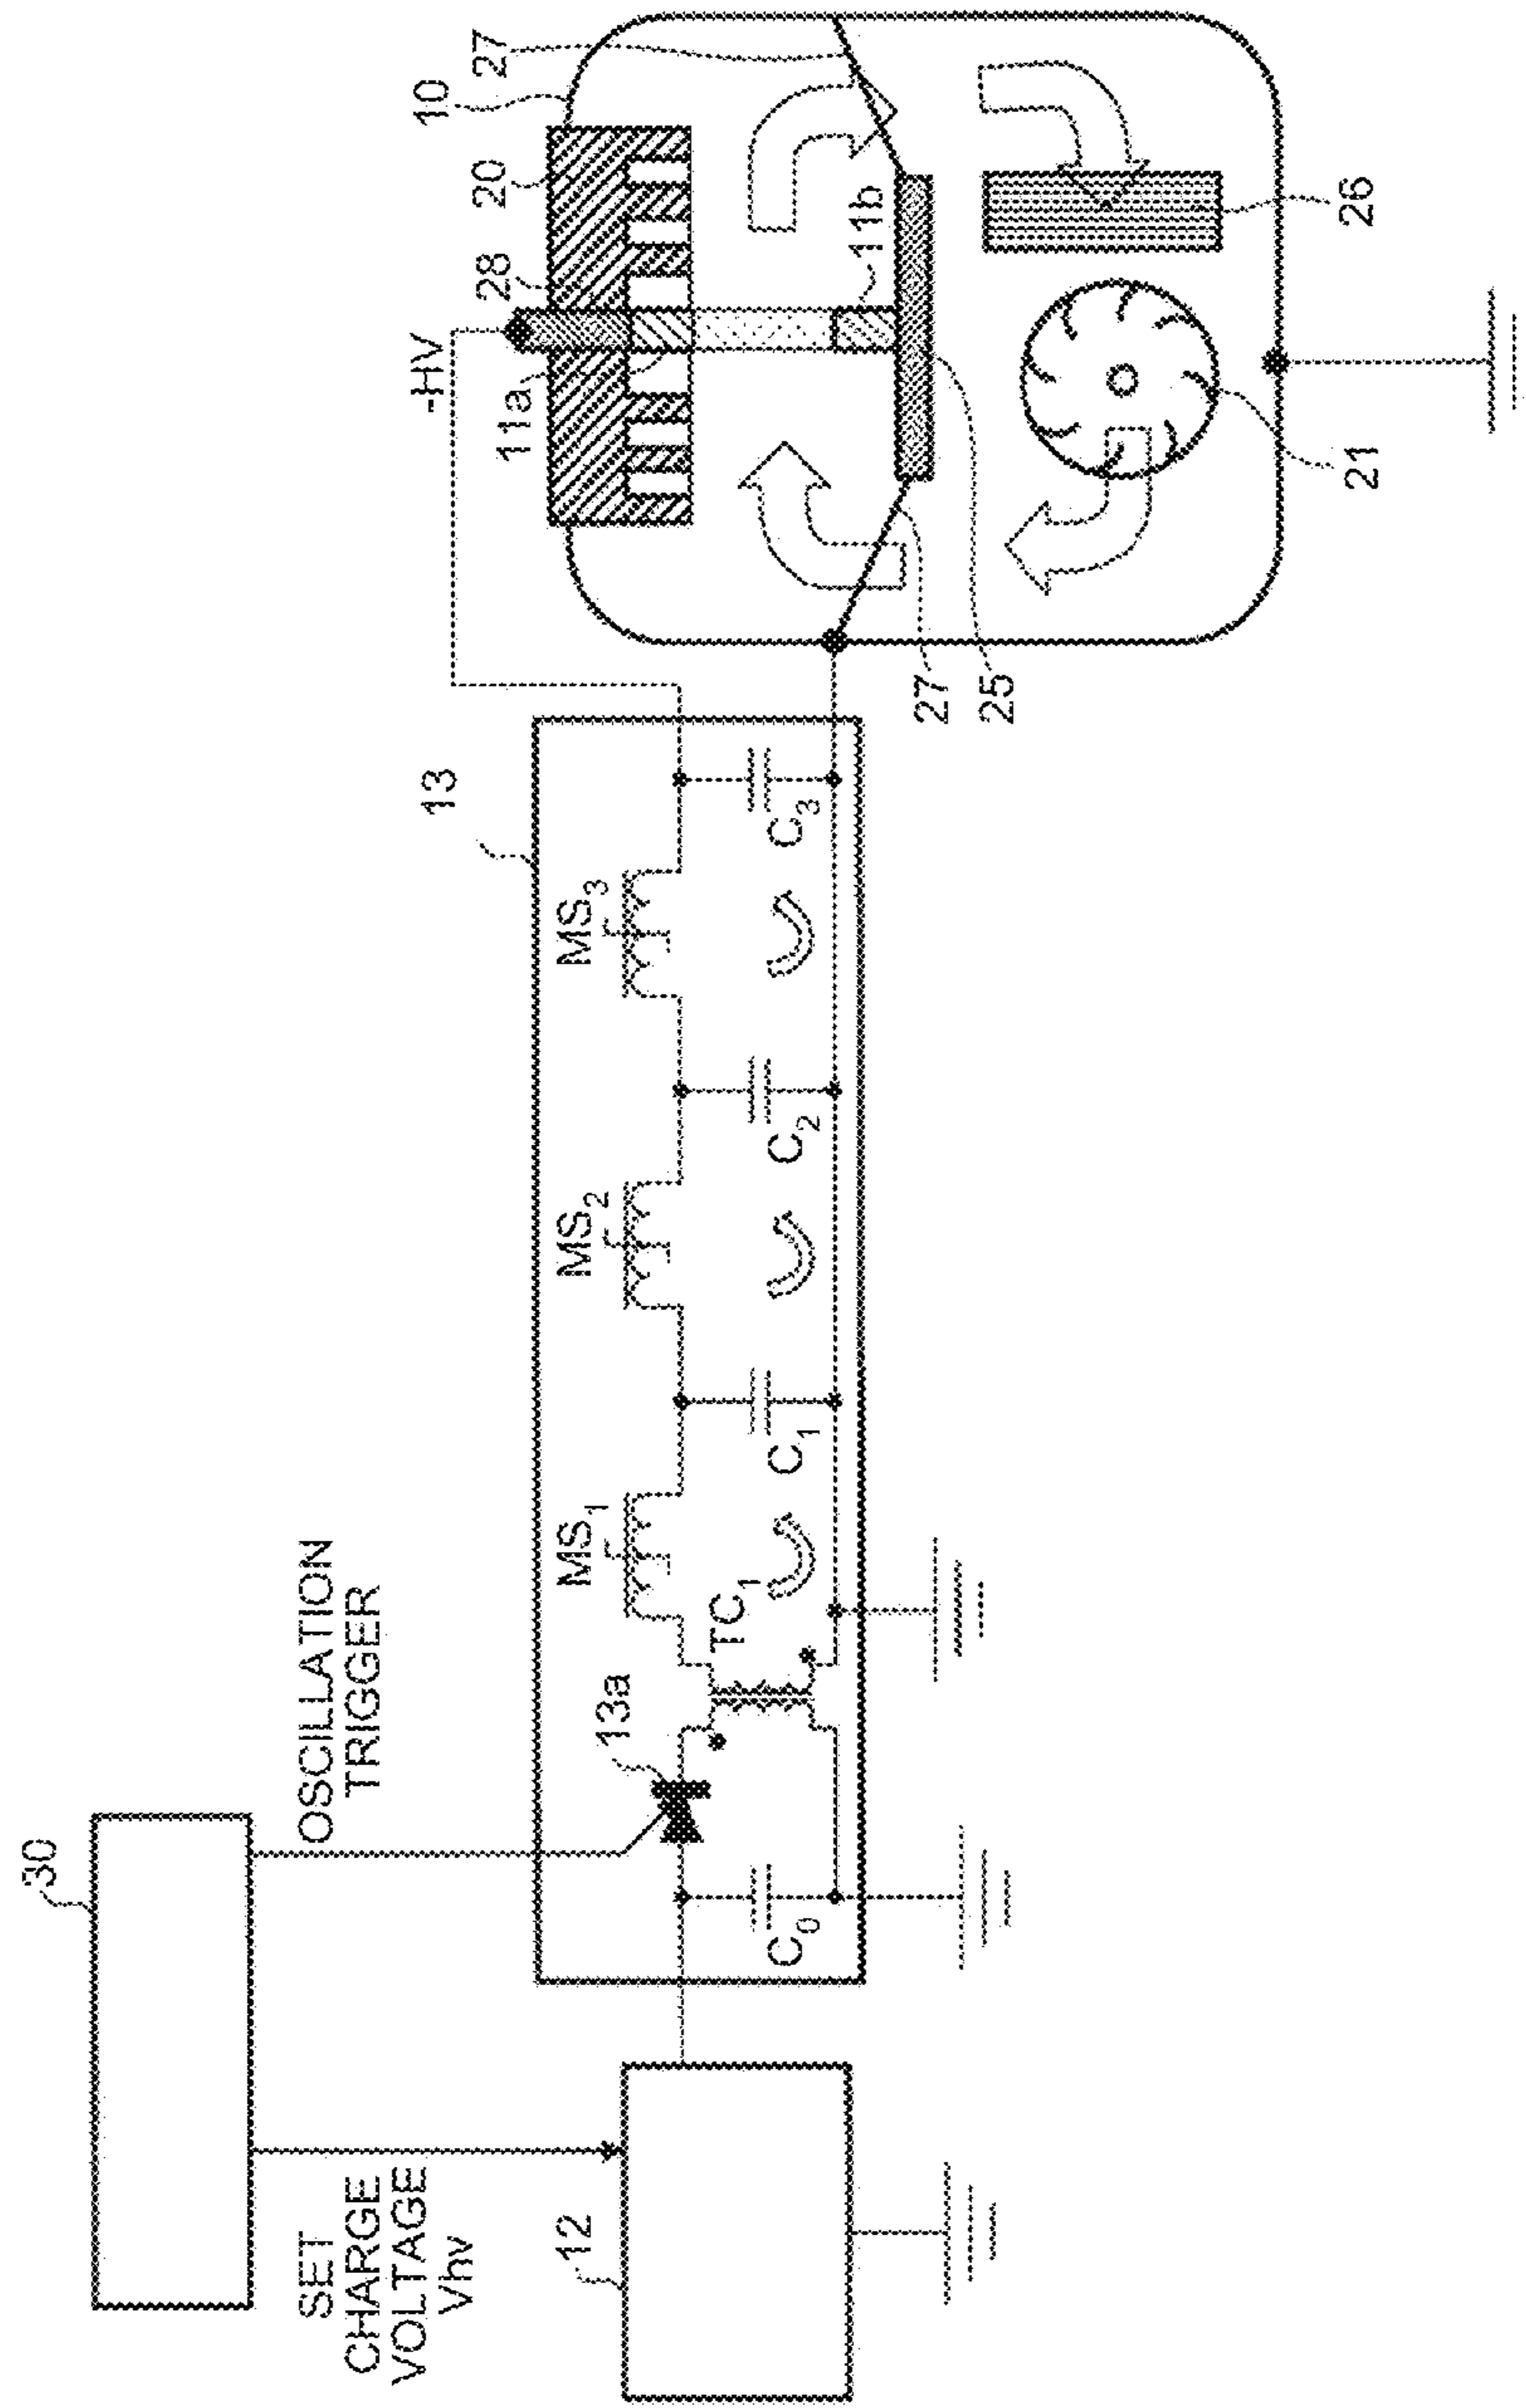 30
SET
CHARGE
VOLTAGE
Vhv
OSCILLATION
TRIGGER
12
13
13a
C0
TC1
MS1
C1
MS2
C2
MS3
C3
-HV
11a
28
20
10
27
11b
27
25
21
26